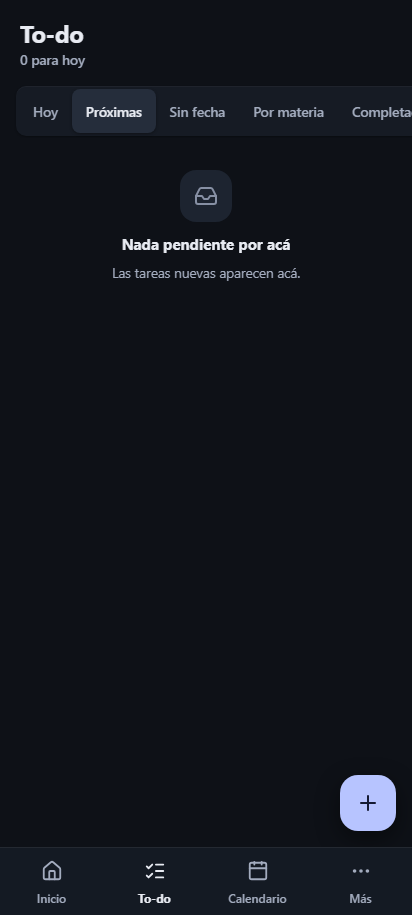 To-do
0 para hoy
Hoy Próximas Sin fecha Por materia Completa
Nada pendiente por acá
Las tareas nuevas aparecen acá.
Inicio To-do Calendario Más